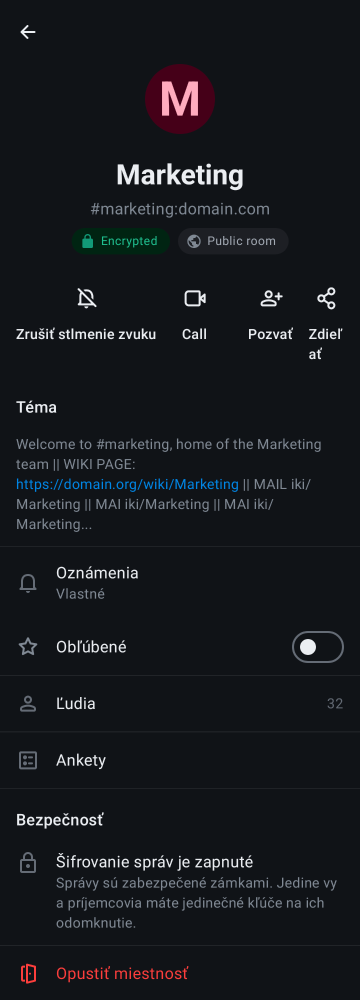 M
Marketing
#marketing:domain.com
Encrypted
Public room
Zrušiť stlmenie zvuku
Call
Pozvať
Zdieľ
ať
Téma
Welcome to #marketing, home of the Marketing
team || WIKI PAGE:
https://domain.org/wiki/Marketing || MAIL iki/
Marketing || MAI iki/Marketing || MAI iki/
Marketing...
Oznámenia
Vlastné
Obľúbené
Ľudia
32
Ankety
Bezpečnosť
Šifrovanie správ je zapnuté
Správy sú zabezpečené zámkami. Jedine vy
a príjemcovia máte jedinečné kľúče na ich
odomknutie.
Opustiť miestnosť